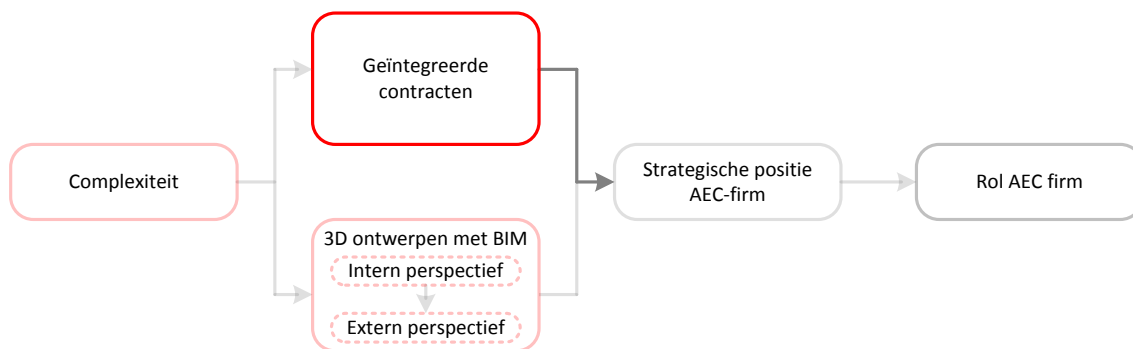 Geïntegreerde
contracten
Complexiteit
Strategische positie
AEC-firm
Rol AEC firm
3D ontwerpen met BIM
Intern perspectief
Extern perspectief